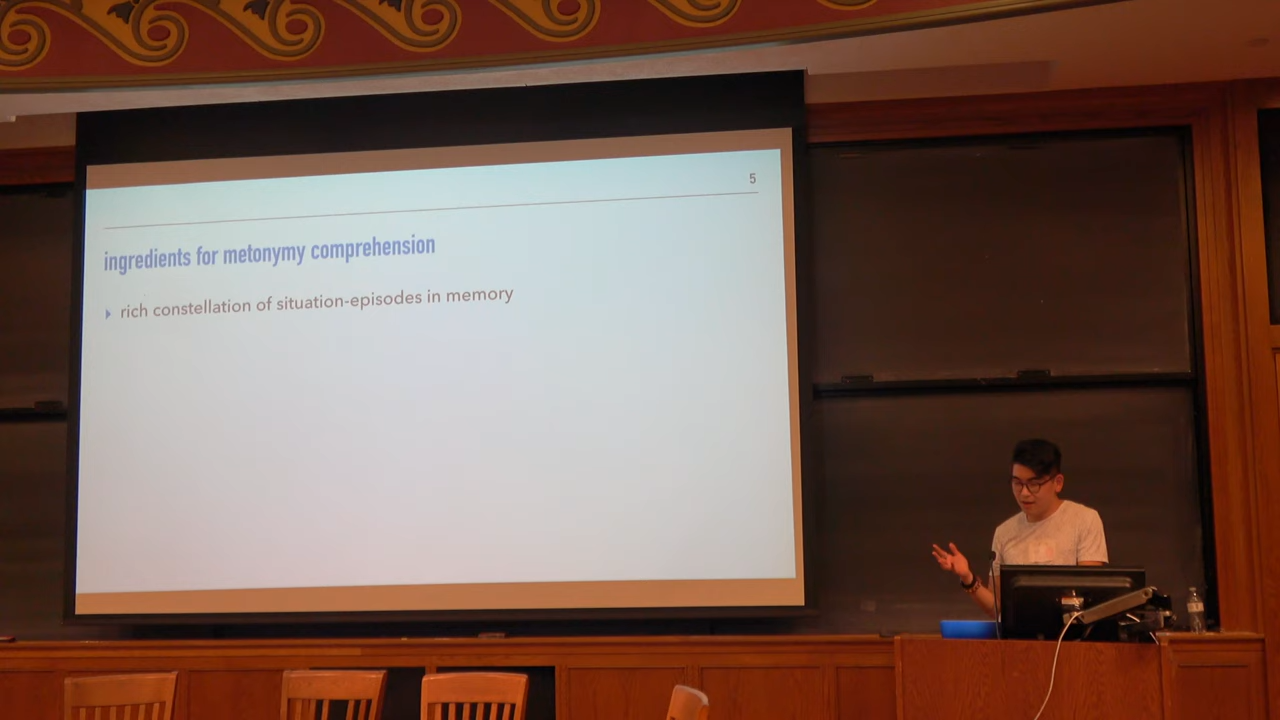 5
ingredients for metonymy comprehension
rich constellation of situation-episodes in memory